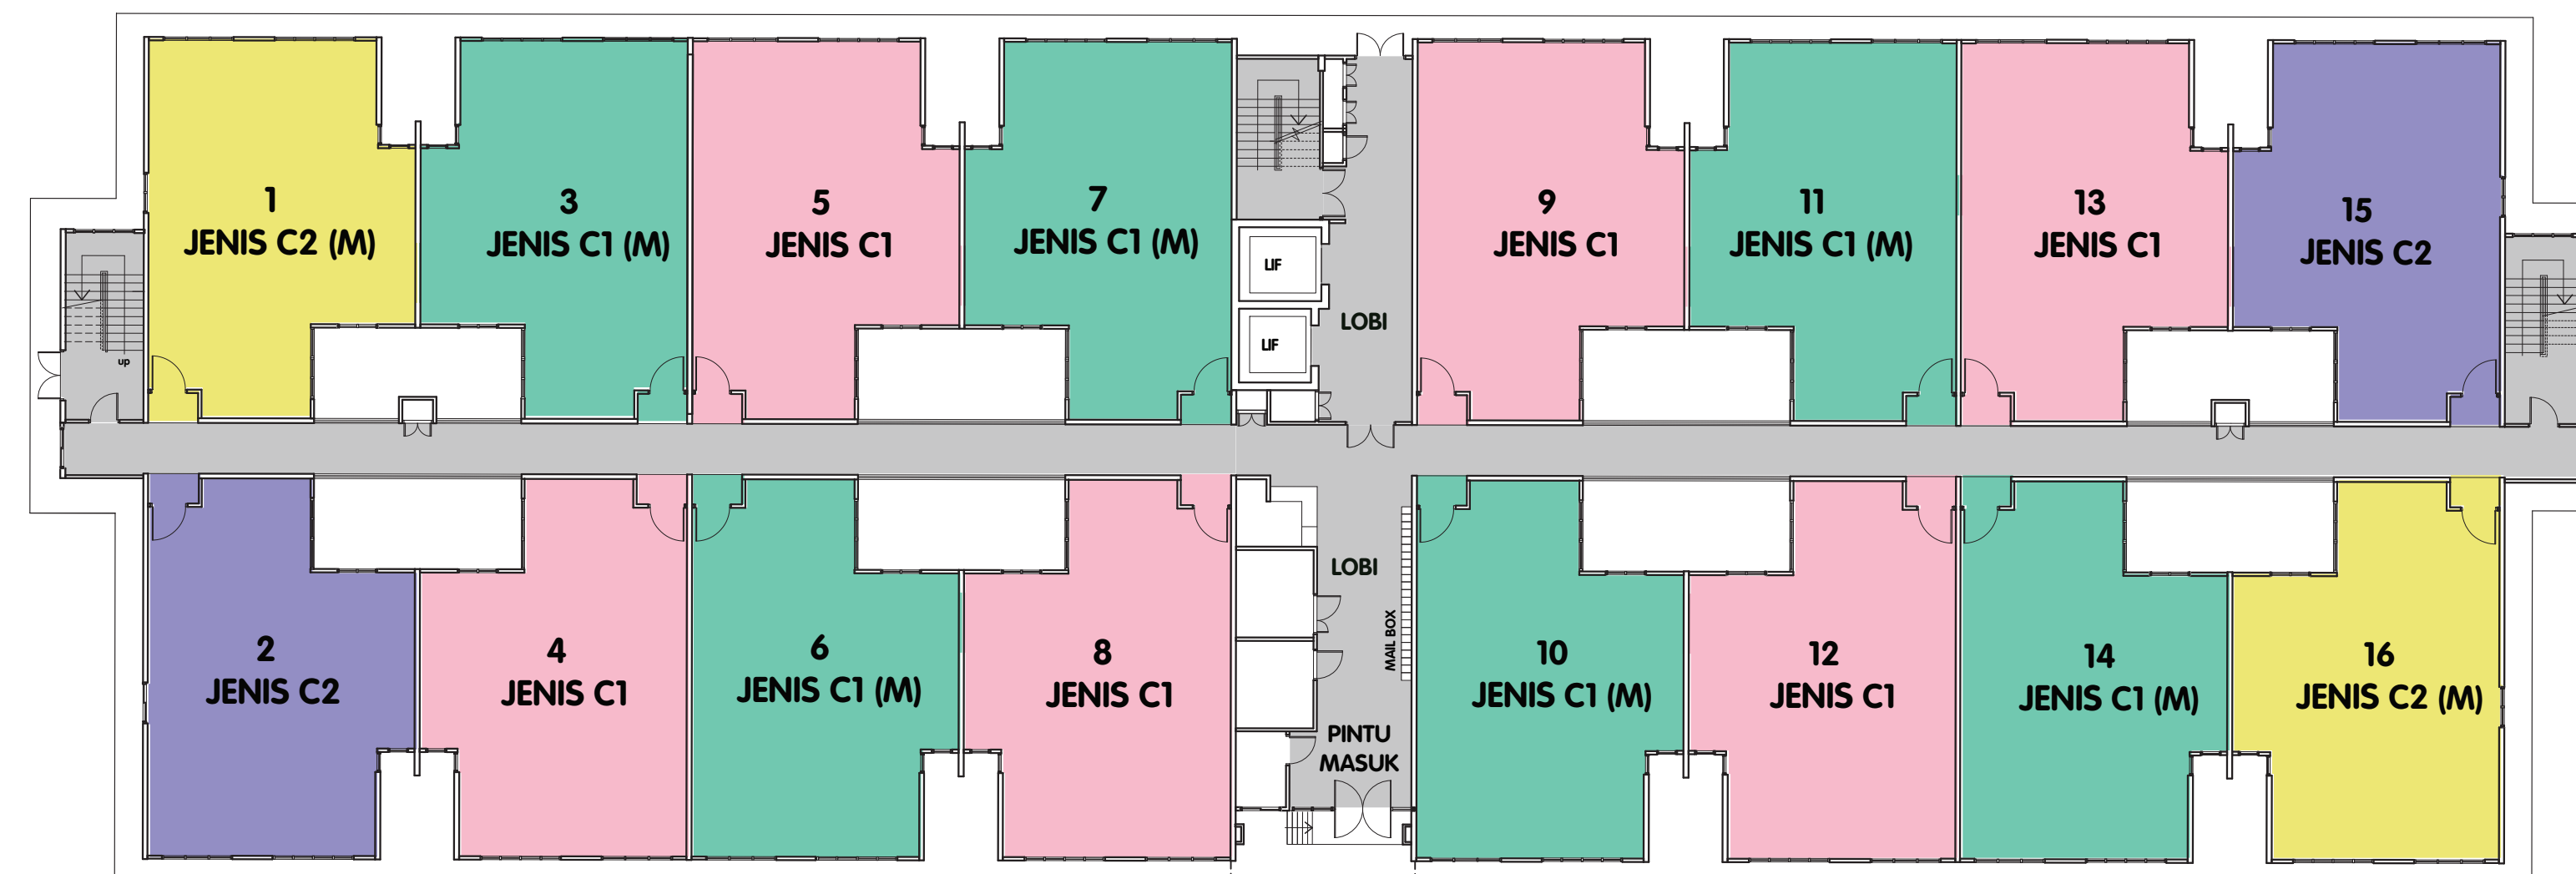 1
JENIS C2 (M)
3
JENIS C1 (M)
5
JENIS C1
7
JENIS C1 (M)
LIF
LIF
LOBI
9
JENIS C1
11
JENIS C1 (M)
13
JENIS C1
15
JENIS C2
up
2
JENIS C2
4
JENIS C1
6
JENIS C1 (M)
8
JENIS C1
LOBI
MAIL BOX
PINTU
MASUK
10
JENIS C1 (M)
12
JENIS C1
14
JENIS C1 (M)
16
JENIS C2 (M)